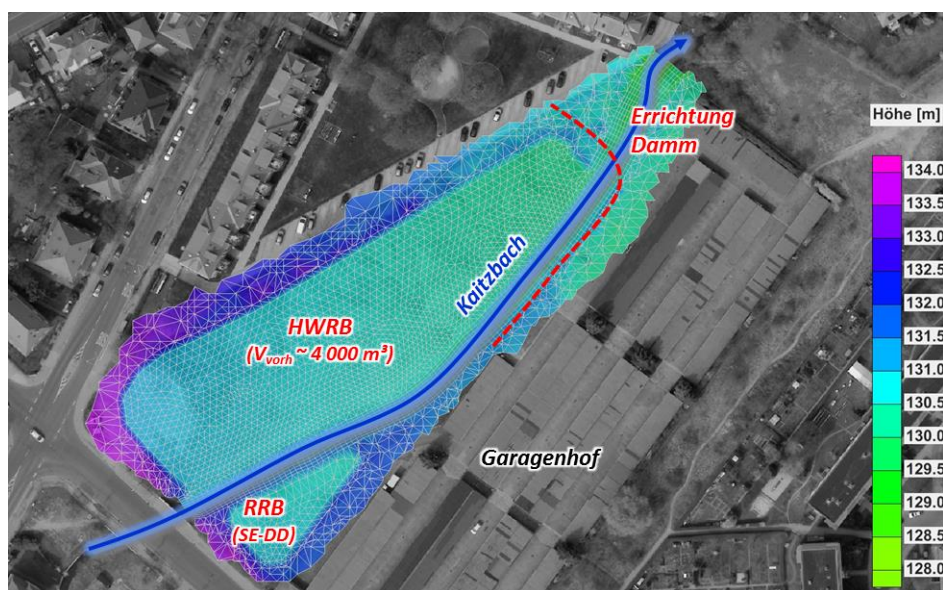 Errichtung
Damm
Höhe [m]
134.0
133.5
133.0
132.5
132.0
131.5
131.0
130.5
130.0
129.5
129.0
128.5
128.0
Kaitzbach
HWRB
(Vvorh ~ 4 000 m³)
Garagenhof
RRB
(SE-DD)